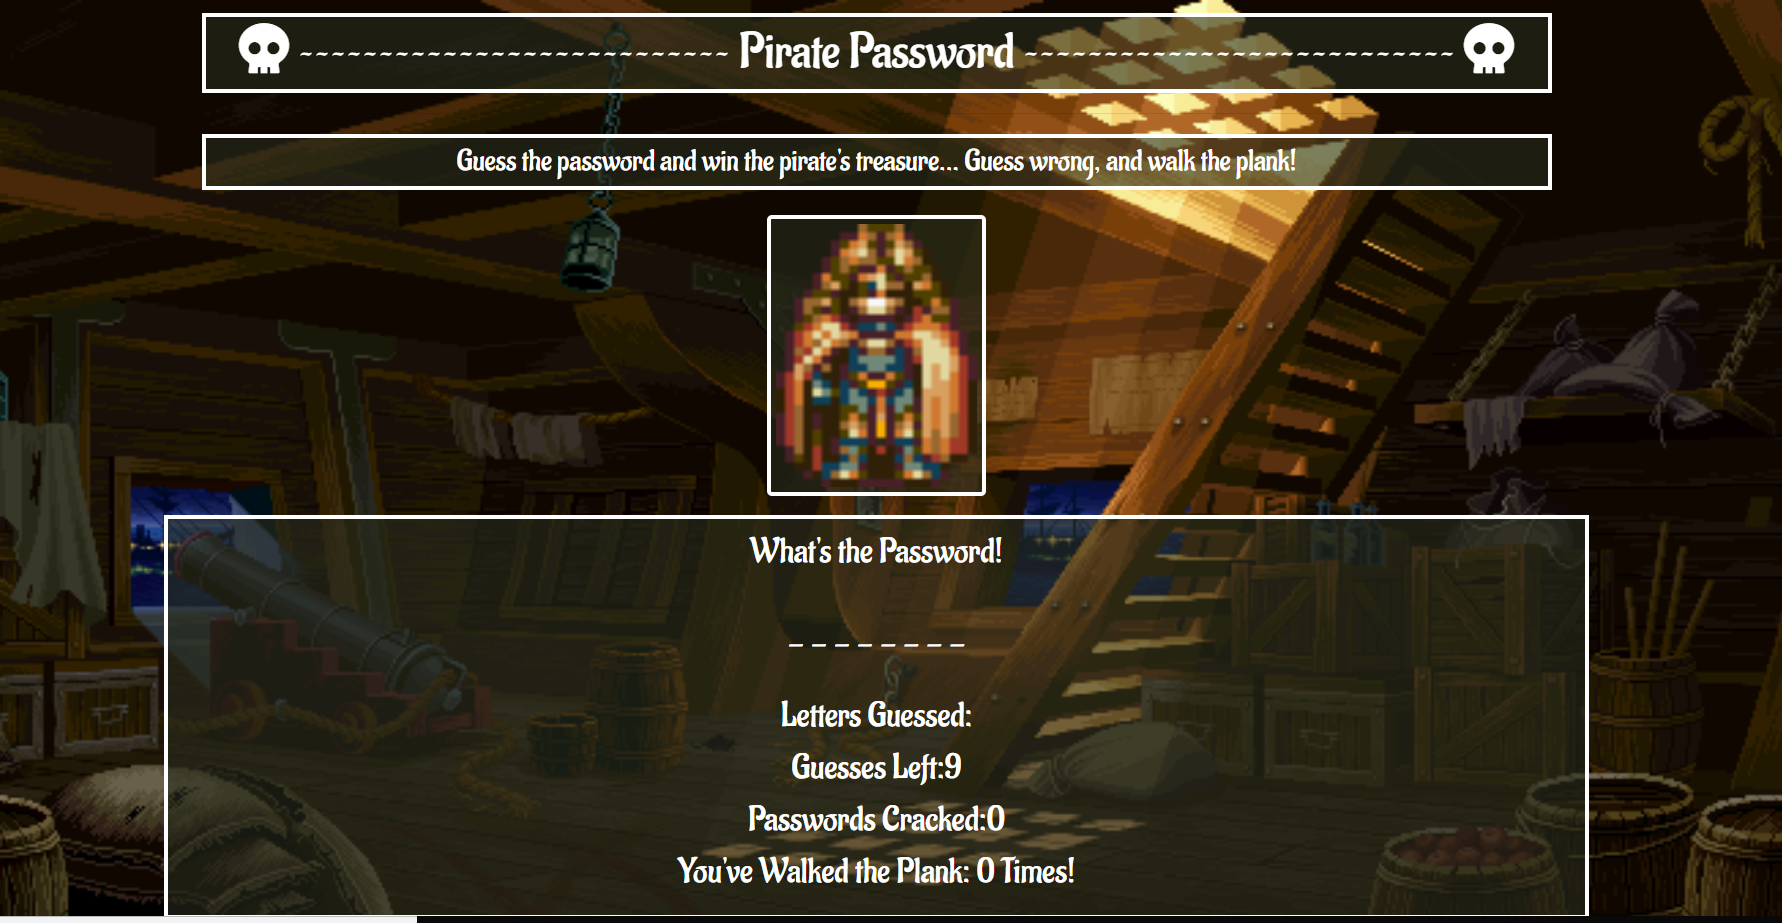 ~~~~~~~~~~~~~~~~~~~~~~~~~~~ Pirate Password ~~~~~~~~~~~~~~~~~~~~~~~~~~~
Guess the password and win the pirate's treasure... Guess wrong, and walk the plank!
What's the Password!
_ _ _ _ _ _ _ _
Letters Guessed:
Guesses Left:9
Passwords Cracked:0
You've Walked the Plank: 0 Times!